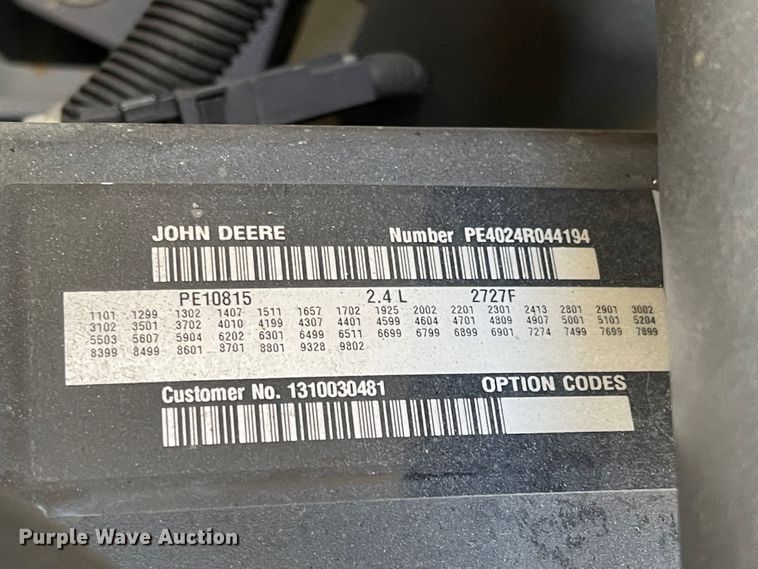 JOHN DEERE Number PE4024R044194
PE10815 2.4 L 2727F
1101 1299 1302 1407 1511 1657 1702 1925 2002 2201 2301 2413 2801 2901 3002
3102 3501 3702 4010 4199 4307 4401 4599 4604 4701 4809 4907 5001 5101 5204
5503 5607 5904 6202 6301 6499 6511 6699 6799 6899 6901 7274 7499 7699 7899
8399 8499 8601 8701 8801 9328 9802
Customer No. 1310030481 OPTION CODES
Purple Wave Auction